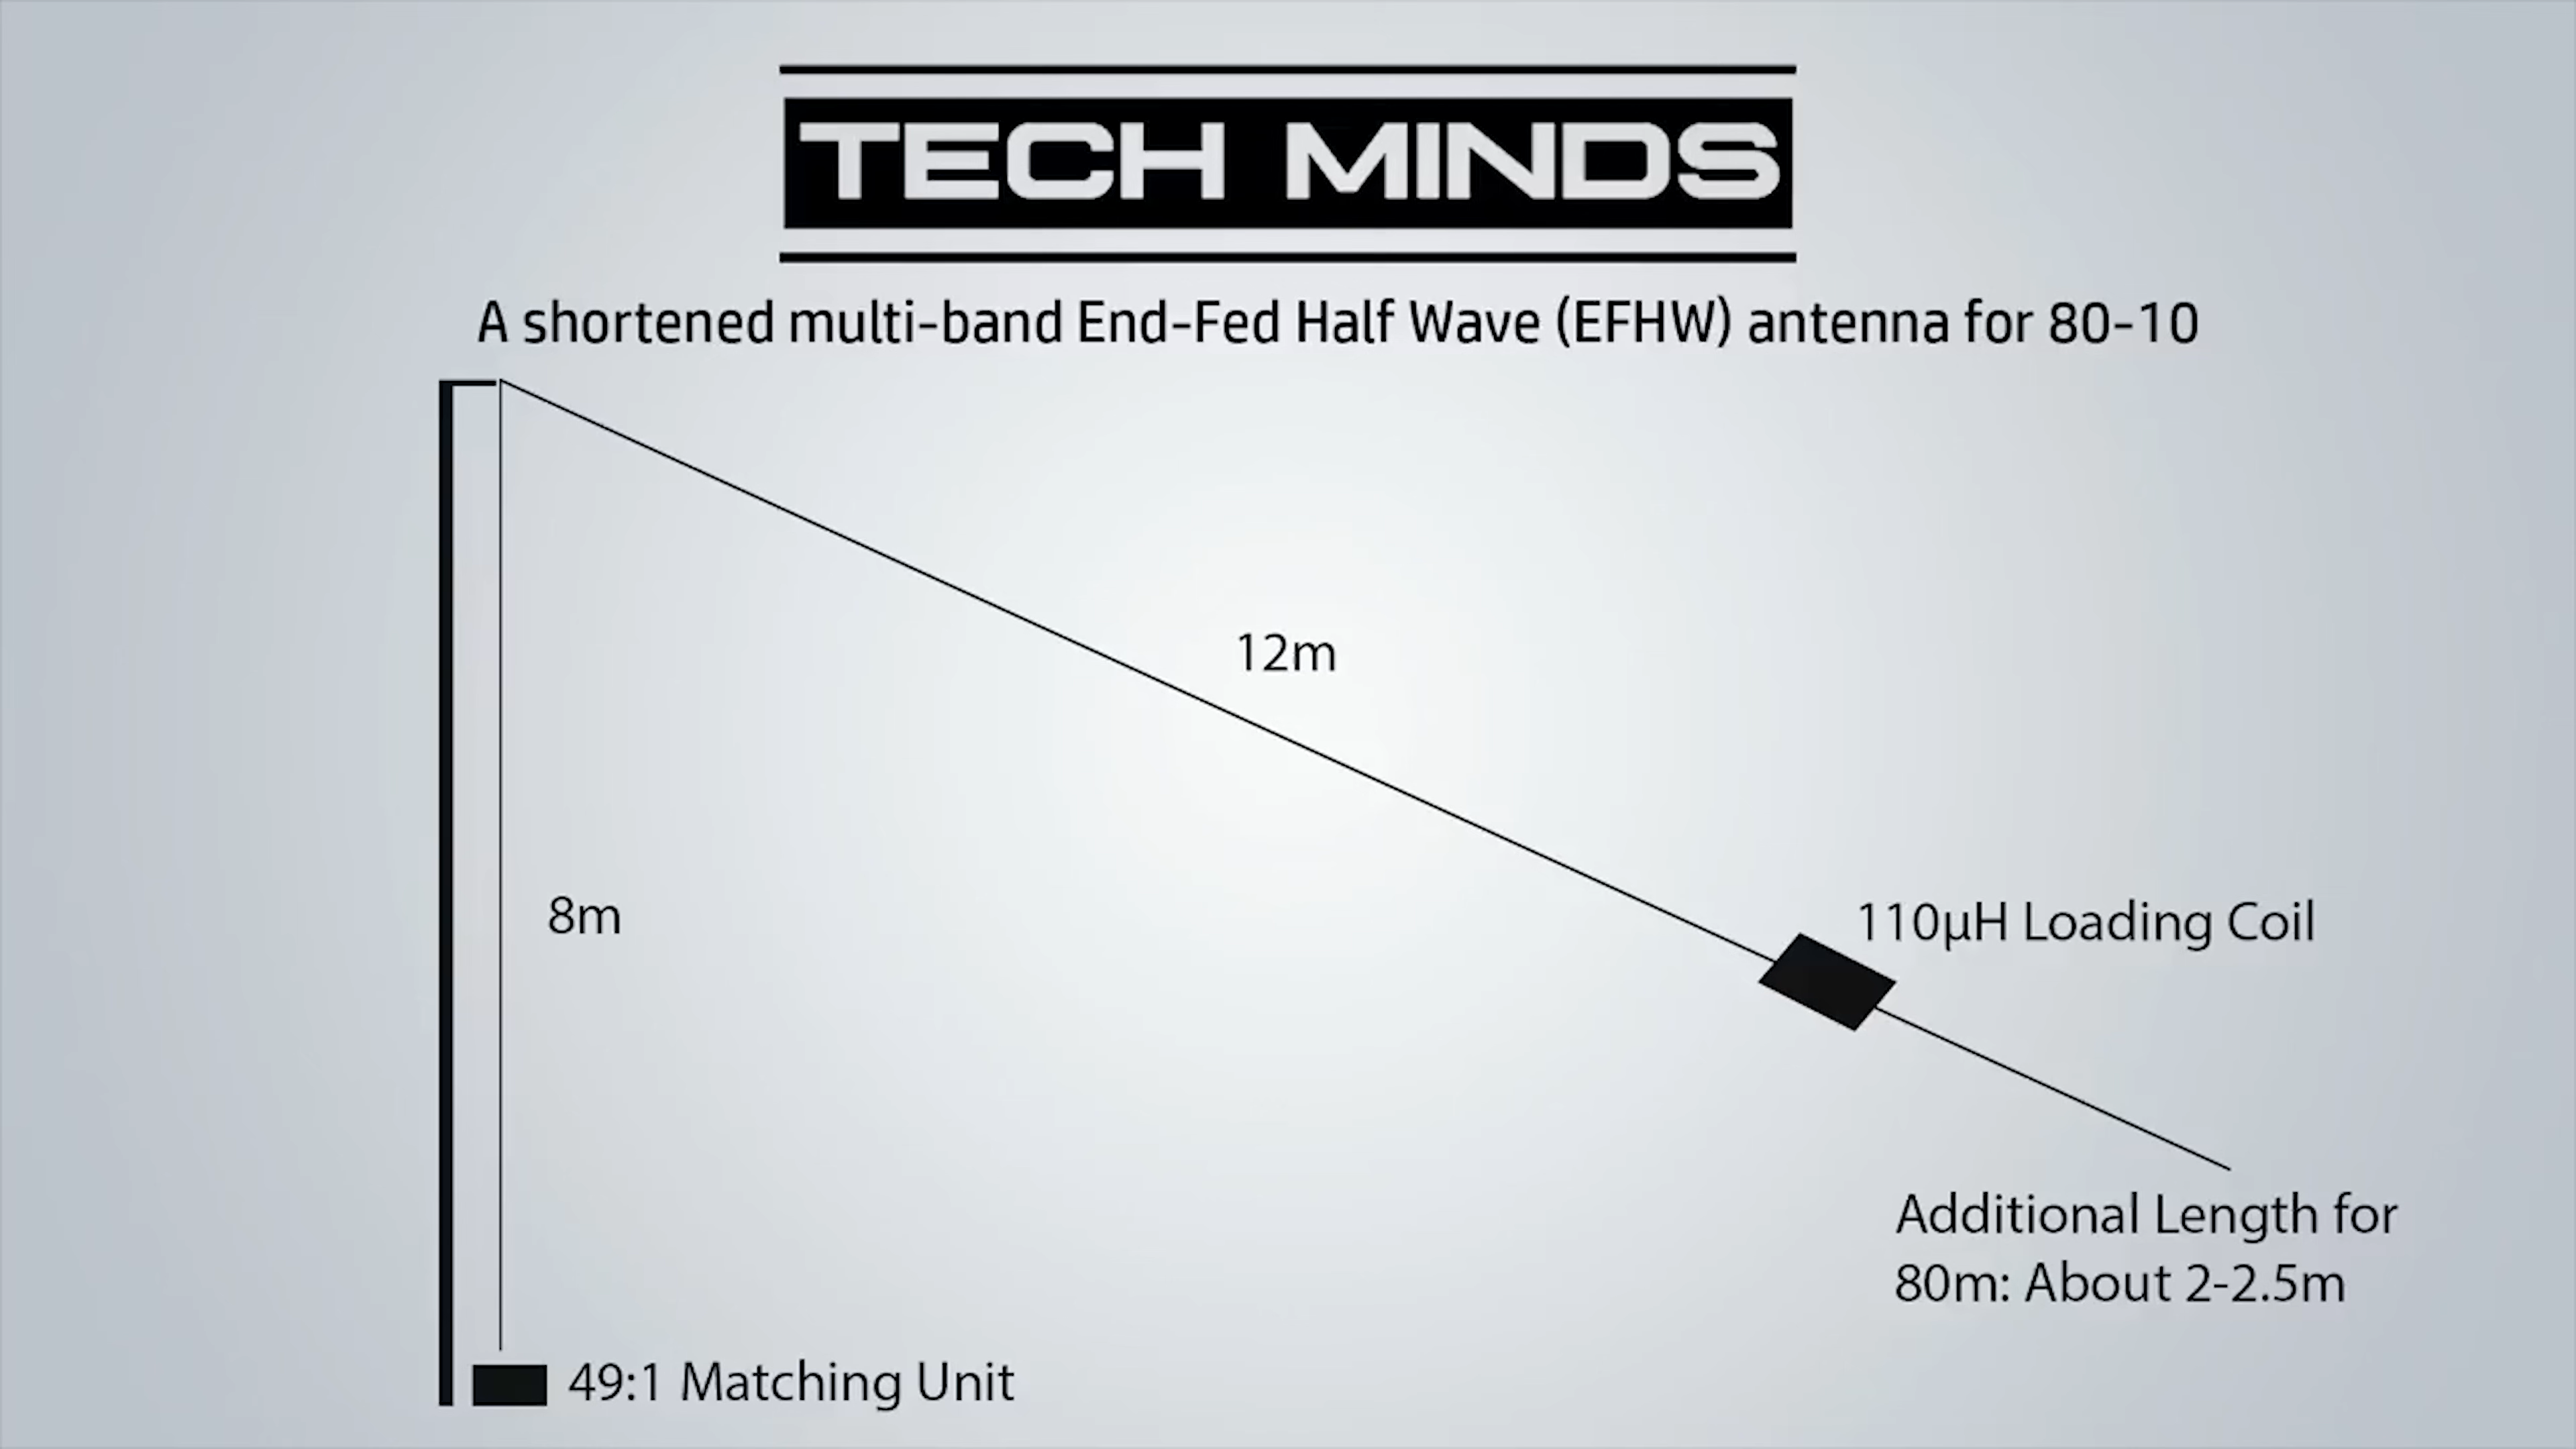 TECH MINDS
A shortened multi-band End-Fed Half Wave (EFHW) antenna for 80-10
12m
8m
110µH Loading Coil
Additional Length for
80m: About 2-2.5m
49:1 Matching Unit